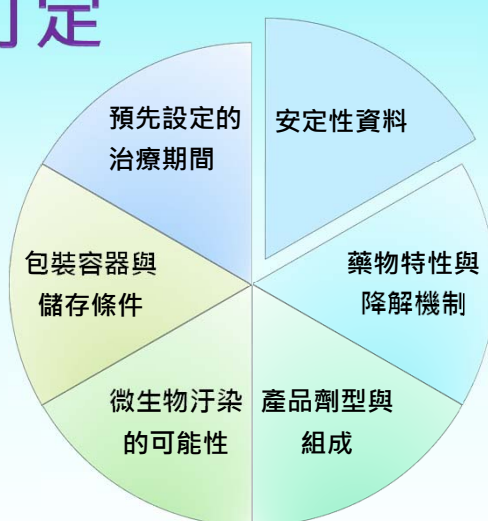 訂定
預先設定的
治療期間
安定性資料
包裝容器與
儲存條件
藥物特性與
降解機制
微生物汙染
的可能性
產品劑型與
組成